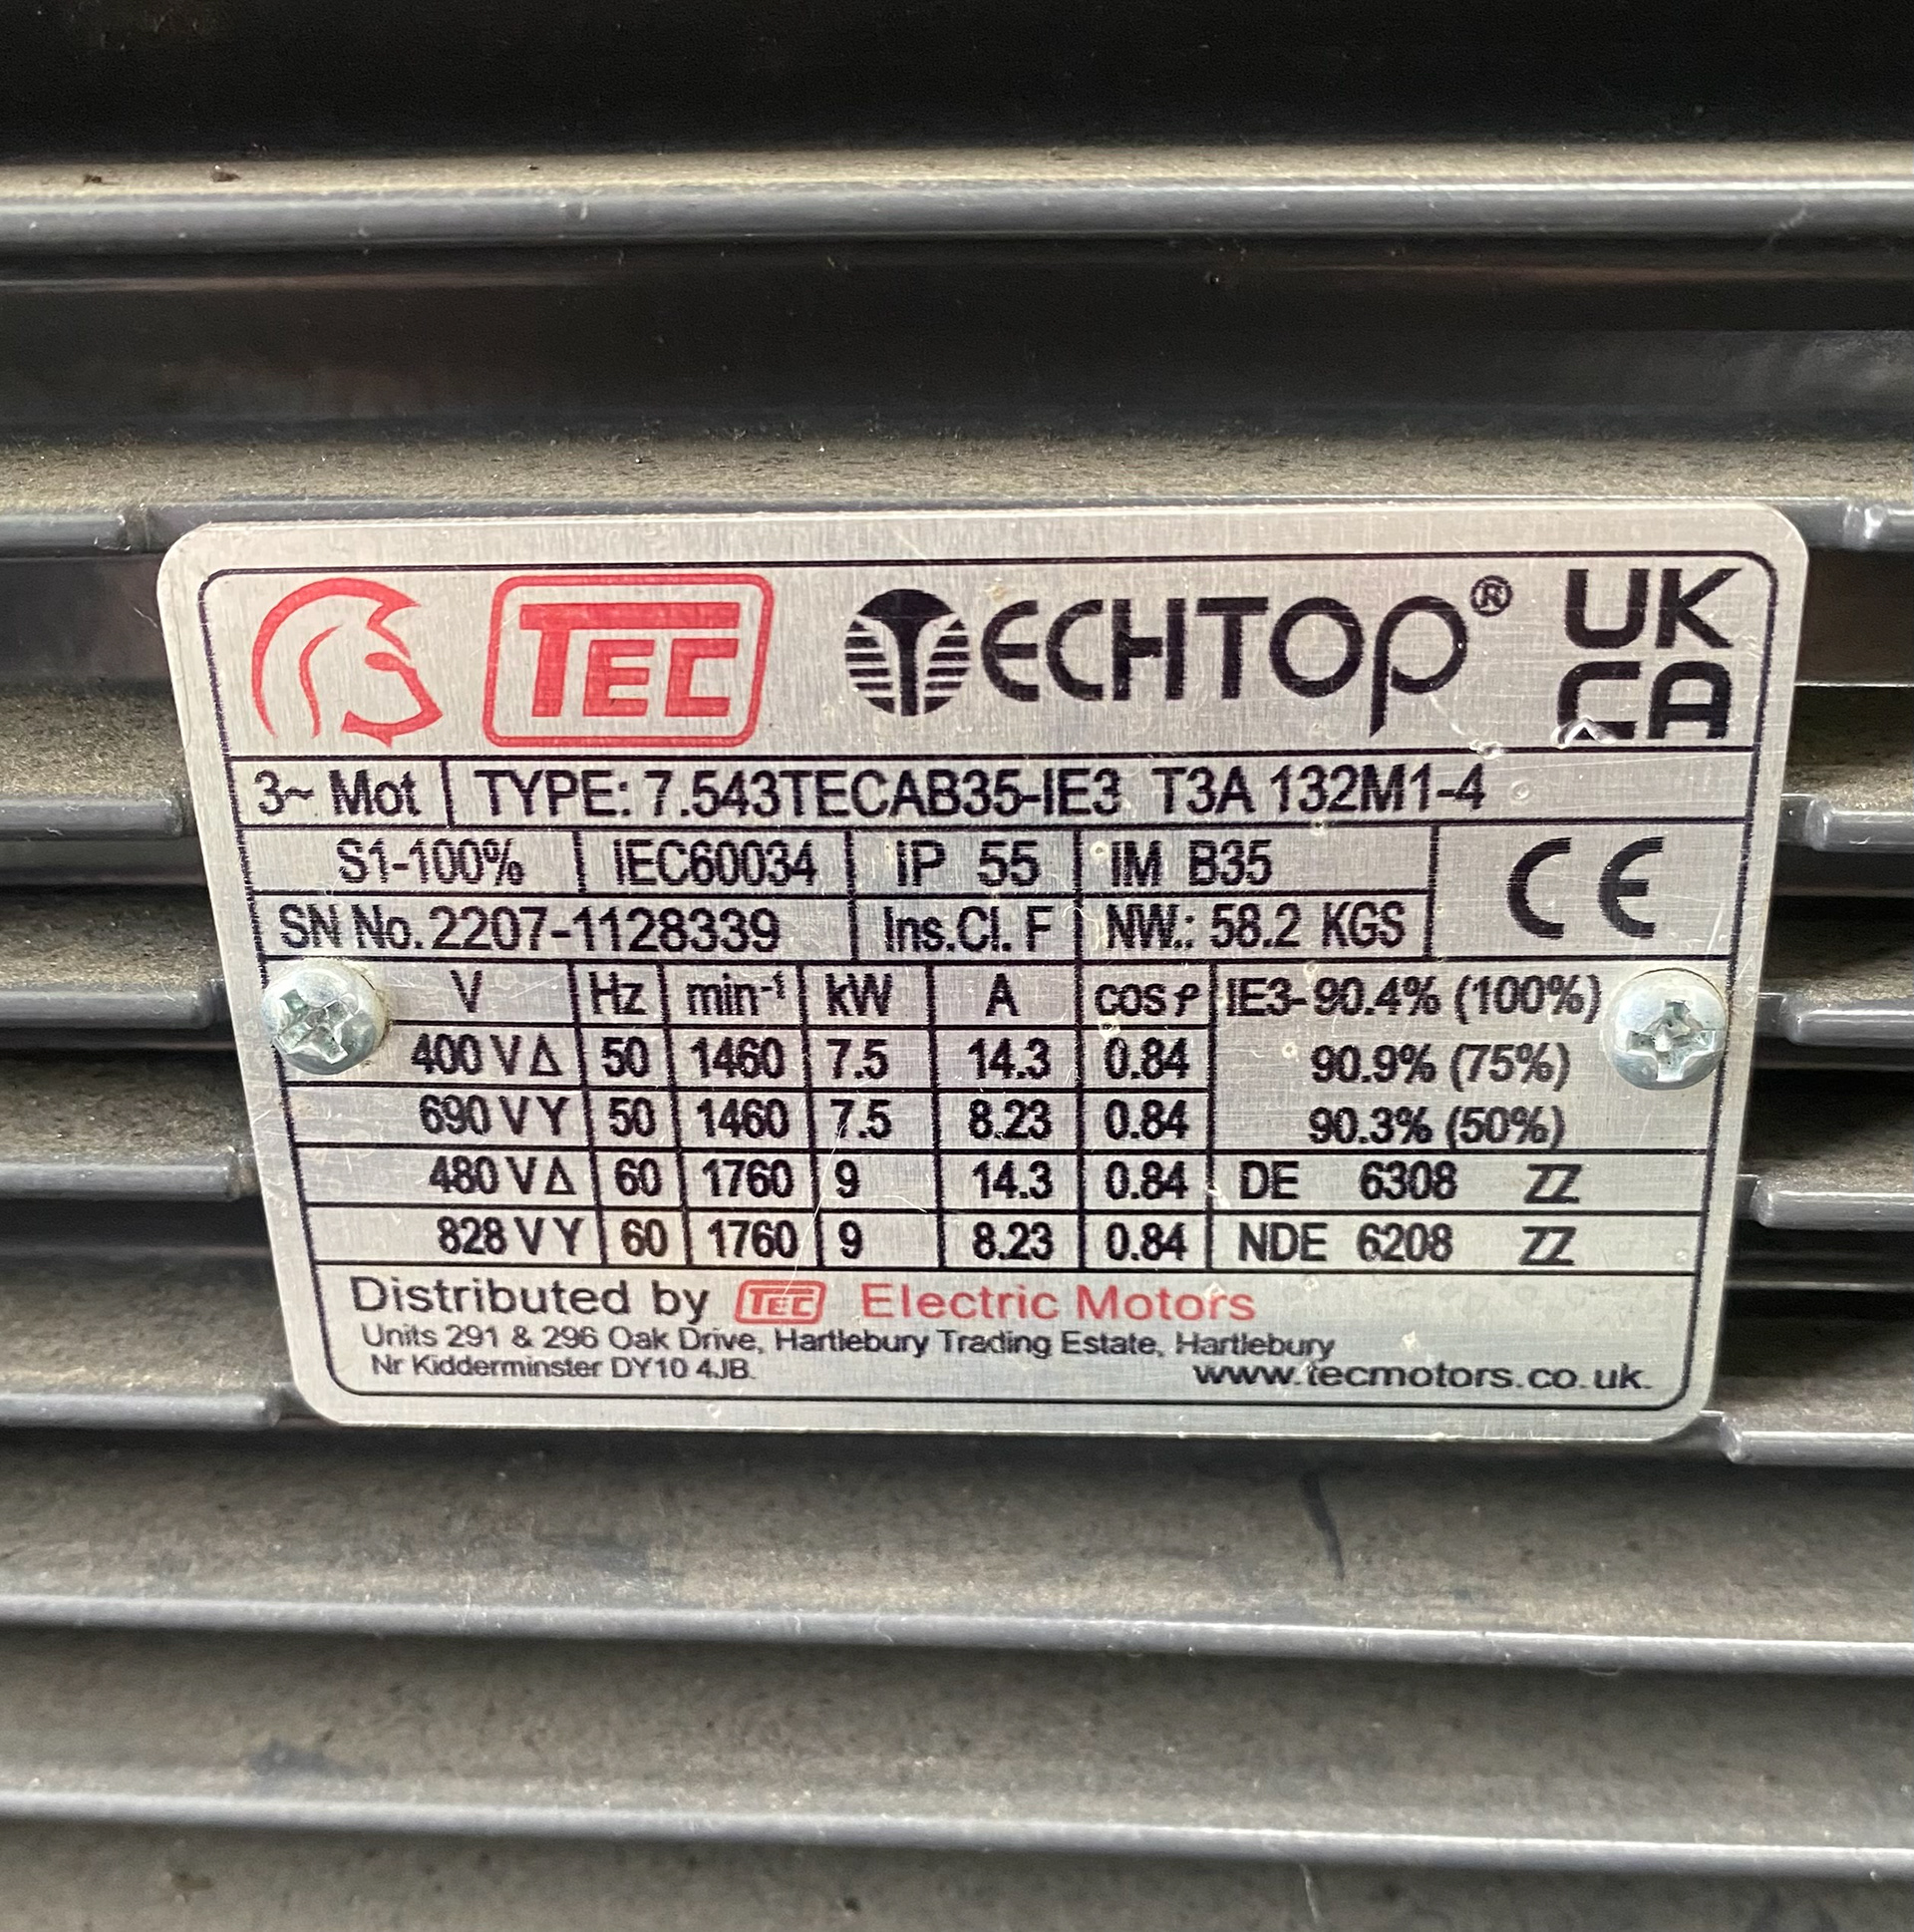 TEC TECHTOP® UK
CA
3~ Mot TYPE: 7.543TECAB35-IE3 T3A 132M1-4
S1-100% IEC60034 IP 55 IM B35 CE
SN No. 2207-1128339 Ins.Cl. F NW.: 58.2 KGS
V Hz min⁻¹ kW A cos φ IE3-90.4% (100%)
400 V Δ 50 1460 7.5 14.3 0.84 90.9% (75%)
690 V Y 50 1460 7.5 8.23 0.84 90.3% (50%)
480 V Δ 60 1760 9 14.3 0.84 DE 6308 ZZ
828 V Y 60 1760 9 8.23 0.84 NDE 6208 ZZ
Distributed by TEC Electric Motors
Units 291 & 296 Oak Drive, Hartlebury Trading Estate, Hartlebury
Nr Kidderminster DY10 4JB.
www.tecmotors.co.uk.